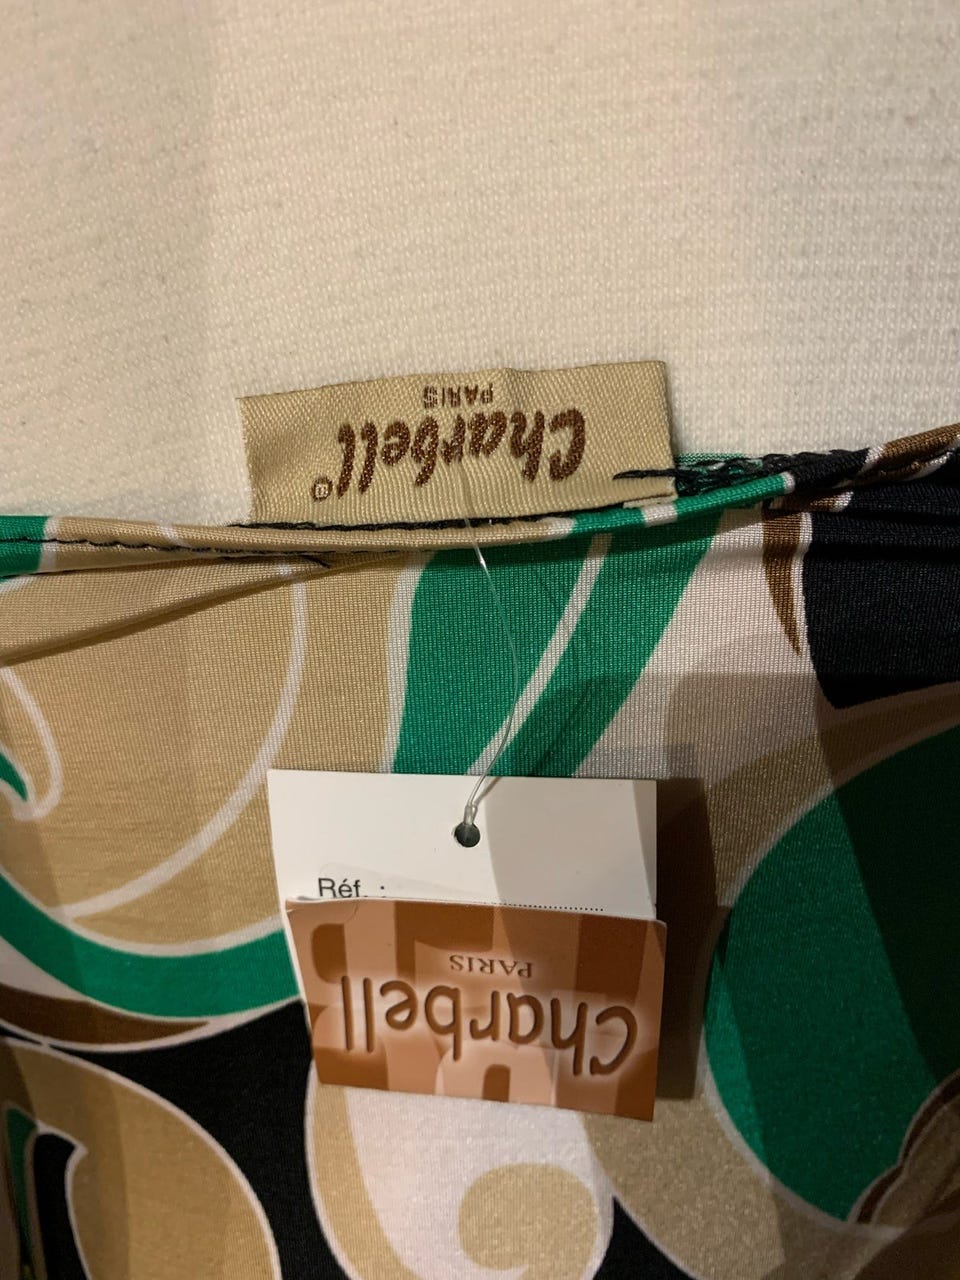 Charbell®
PARIS
Réf. :
Charbell
PARIS